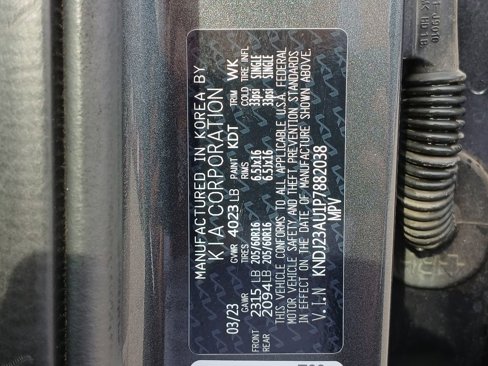 MANUFACTURED IN KOREA BY
KIA CORPORATION
03/23 GVWR 4023 LB PAINT KDT TRIM WK
GAWR TIRES RIMS COLD TIRE INFL
FRONT 2315 LB 205/60R16 6.5Jx16 33psi SINGLE
REAR 2094 LB 205/60R16 6.5Jx16 33psi SINGLE
THIS VEHICLE CONFORMS TO ALL APPLICABLE U.S.A. FEDERAL
MOTOR VEHICLE SAFETY AND THEFT PREVENTION STANDARDS
IN EFFECT ON THE DATE OF MANUFACTURE SHOWN ABOVE.
V.I.N KNDJ23AU1P7882038
MPV